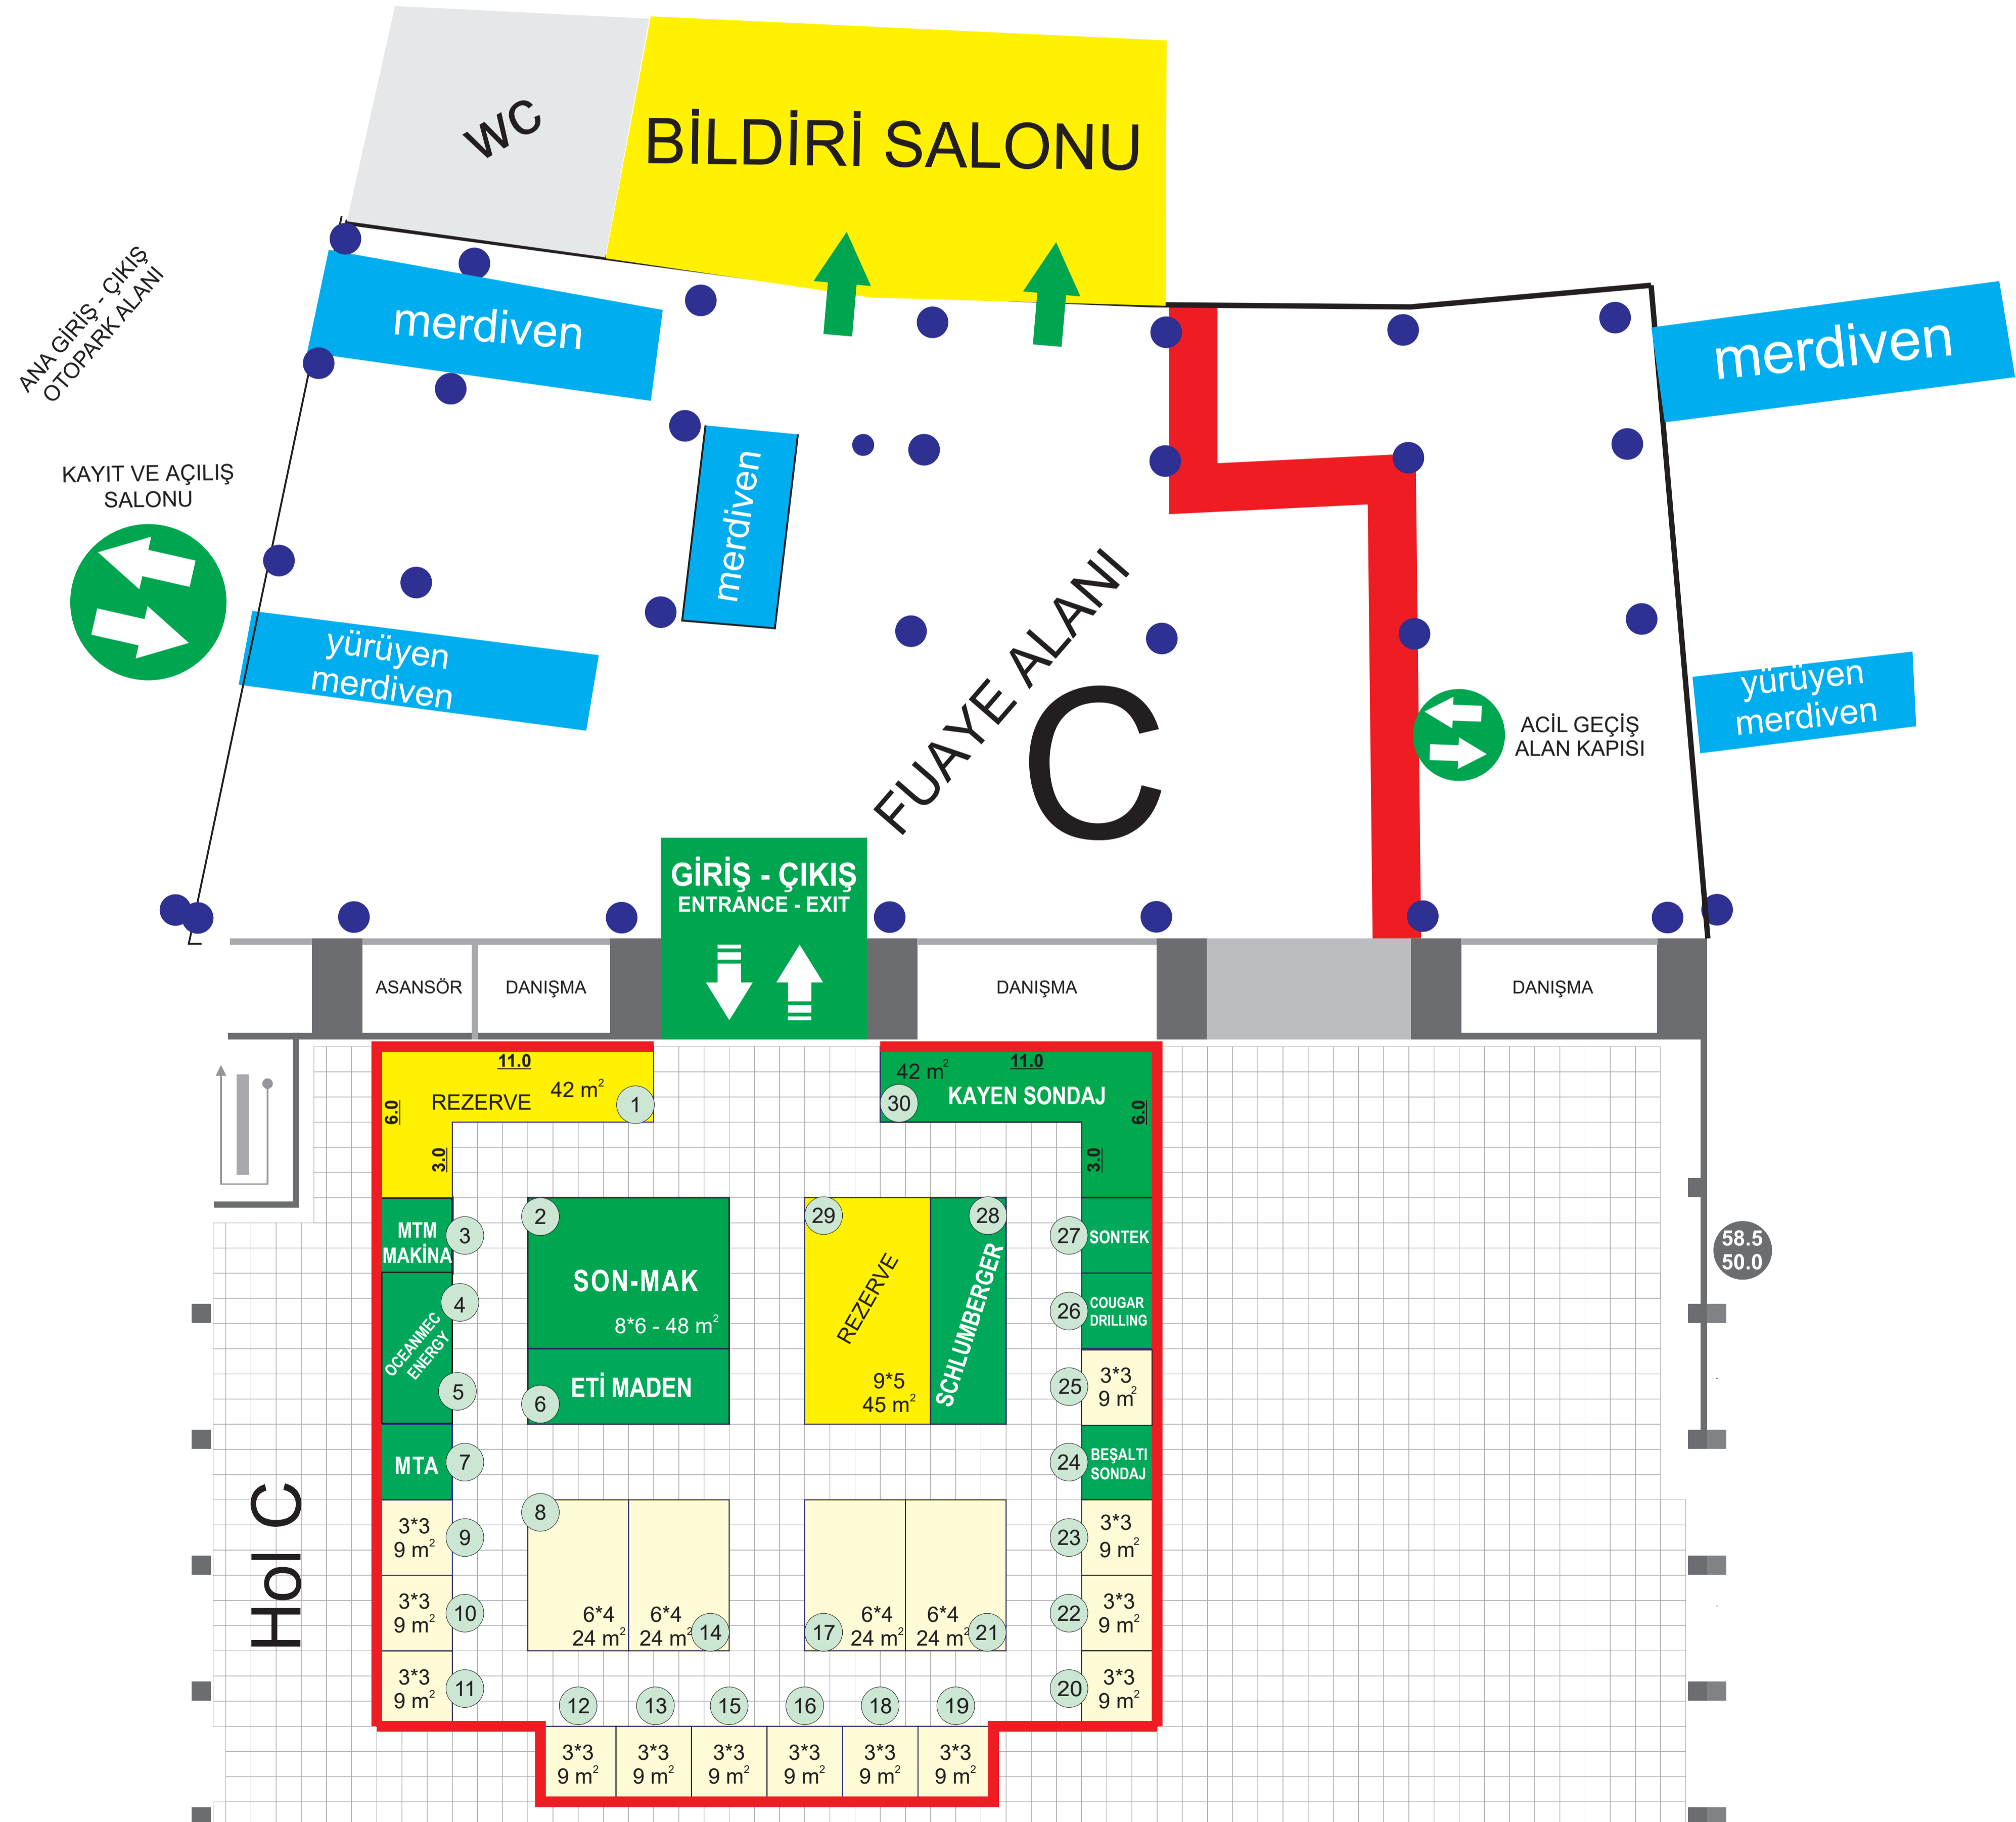 WC
BİLDİRİ SALONU
ANA GİRİŞ - ÇIKIŞ
OTOPARK ALANI
merdiven
merdiven
merdiven
KAYIT VE AÇILIŞ
SALONU
yürüyen
merdiven
FUAYE ALANI
C
yürüyen
merdiven
ACİL GEÇİŞ
ALAN KAPISI
GİRİŞ - ÇIKIŞ
ENTRANCE - EXIT
ASANSÖR
DANIŞMA
DANIŞMA
DANIŞMA
11.0
42 m²
REZERVE
1
6.0
3.0
11.0
42 m²
30
KAYEN SONDAJ
6.0
3.0
MTM
MAKİNA
3
2
SON-MAK
8*6 - 48 m²
29
REZERVE
9*5
45 m²
28
SCHLUMBERGER
27
SONTEK
58.5
50.0
4
OCEANMEC
ENERGY
5
26
COUGAR
DRILLING
6
ETİ MADEN
25
3*3
9 m²
MTA
7
24
BEŞALTI
SONDAJ
Hol C
8
6*4
24 m²
6*4
24 m²
14
17
6*4
24 m²
6*4
24 m²
21
3*3
9 m²
9
23
3*3
9 m²
3*3
9 m²
10
22
3*3
9 m²
3*3
9 m²
11
20
3*3
9 m²
12
13
15
16
18
19
3*3
9 m²
3*3
9 m²
3*3
9 m²
3*3
9 m²
3*3
9 m²
3*3
9 m²